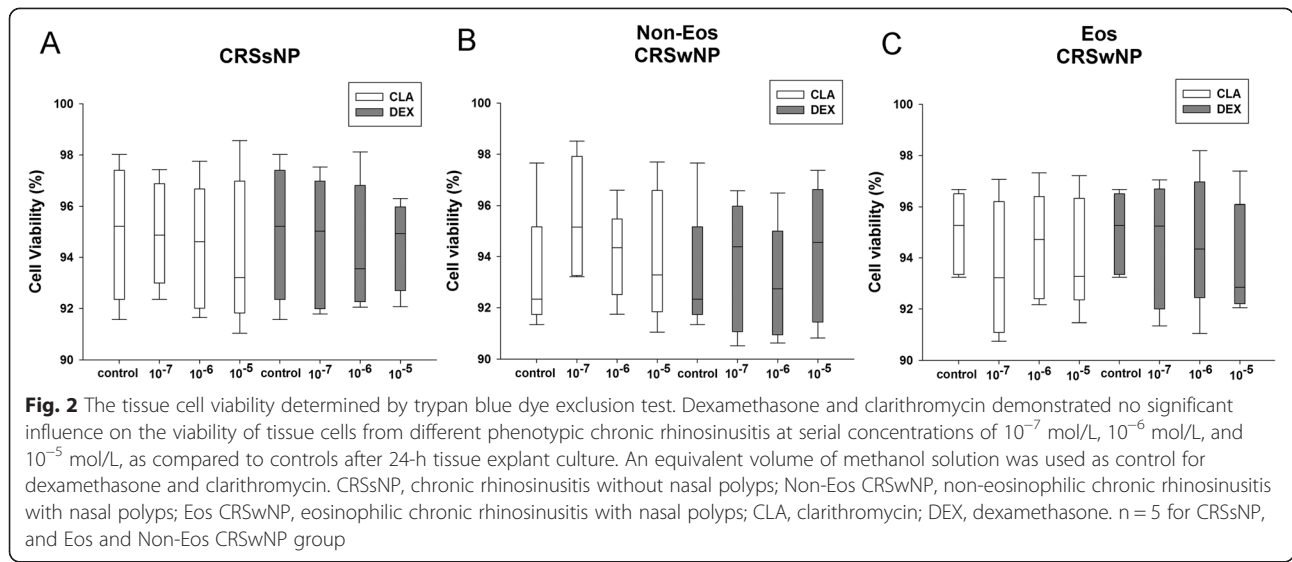 A
CRSsNP
CLA
DEX
Cell Viability (%)
100
98
96
94
92
90
control 10⁻⁷ 10⁻⁶ 10⁻⁵ control 10⁻⁷ 10⁻⁶ 10⁻⁵
B
Non-Eos
CRSwNP
CLA
DEX
Cell viability (%)
100
98
96
94
92
90
control 10⁻⁷ 10⁻⁶ 10⁻⁵ control 10⁻⁷ 10⁻⁶ 10⁻⁵
C
Eos
CRSwNP
CLA
DEX
Cell viability (%)
100
98
96
94
92
90
control 10⁻⁷ 10⁻⁶ 10⁻⁵ control 10⁻⁷ 10⁻⁶ 10⁻⁵
Fig. 2 The tissue cell viability determined by trypan blue dye exclusion test. Dexamethasone and clarithromycin demonstrated no significant
influence on the viability of tissue cells from different phenotypic chronic rhinosinusitis at serial concentrations of 10⁻⁷ mol/L, 10⁻⁶ mol/L, and
10⁻⁵ mol/L, as compared to controls after 24-h tissue explant culture. An equivalent volume of methanol solution was used as control for
dexamethasone and clarithromycin. CRSsNP, chronic rhinosinusitis without nasal polyps; Non-Eos CRSwNP, non-eosinophilic chronic rhinosinusitis
with nasal polyps; Eos CRSwNP, eosinophilic chronic rhinosinusitis with nasal polyps; CLA, clarithromycin; DEX, dexamethasone. n = 5 for CRSsNP,
and Eos and Non-Eos CRSwNP group